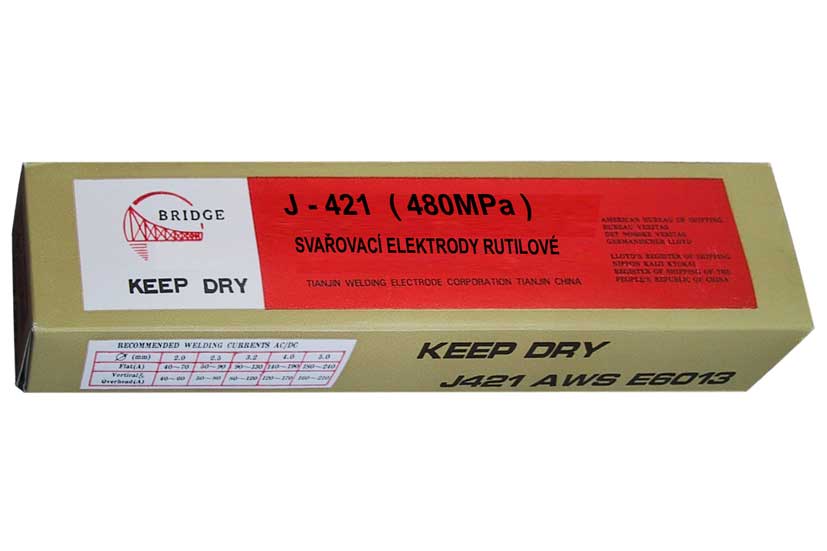 BRIDGE
KEEP DRY
J - 421 ( 480MPa )
SVAŘOVACÍ ELEKTRODY RUTILOVÉ
TIANJIN WELDING ELECTRODE CORPORATION TIANJIN CHINA
AMERICAN BUREAU OF SHIPPING
BUREAU VERITAS
DET NORSKE VERITAS
GERMANISCHER LLOYD
LLOYD'S REGISTER OF SHIPPING
NIPPON KAIJI KYOKAI
REGISTER OF SHIPPING OF THE
PEOPLE'S REPUBLIC OF CHINA
RECOMMENDED WELDING CURRENTS AC/DC
Ø (mm) 2.0 2.5 3.2 4.0 5.0
Flat(A) 40~70 50~90 90~130 140~190 180~240
Vertical/
Overhead(A) 40~60 50~80 80~120 120~170 160~210
KEEP DRY
J421 AWS E6013